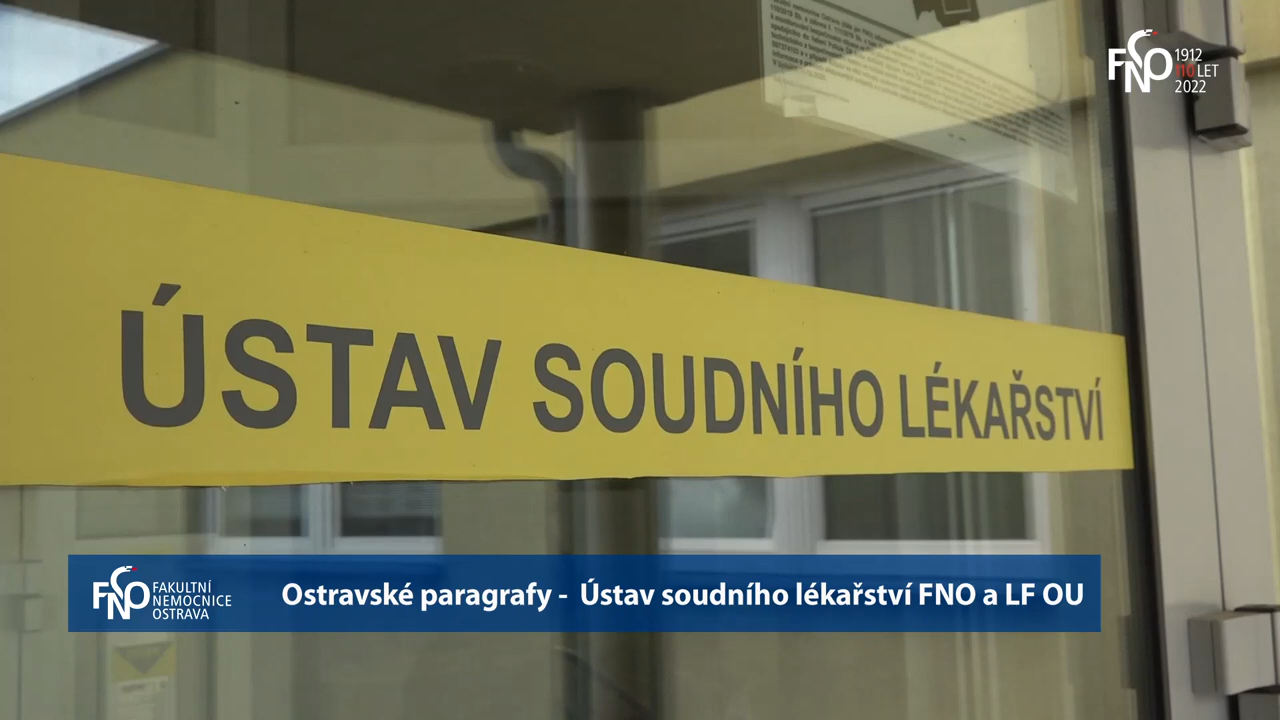 FNO
1912
110 LET
2022
ÚSTAV SOUDNÍHO LÉKAŘSTVÍ
FNO FAKULTNÍ
NEMOCNICE
OSTRAVA
Ostravské paragrafy - Ústav soudního lékařství FNO a LF OU